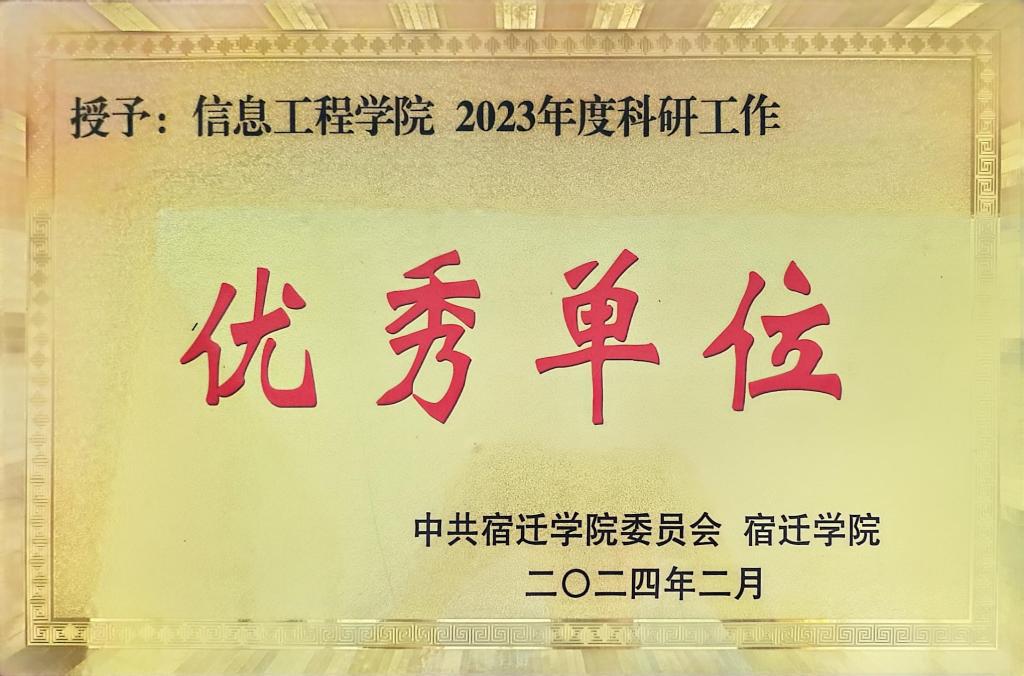 授予：信息工程学院 2023年度科研工作
优秀单位
中共宿迁学院委员会 宿迁学院
二〇二四年二月